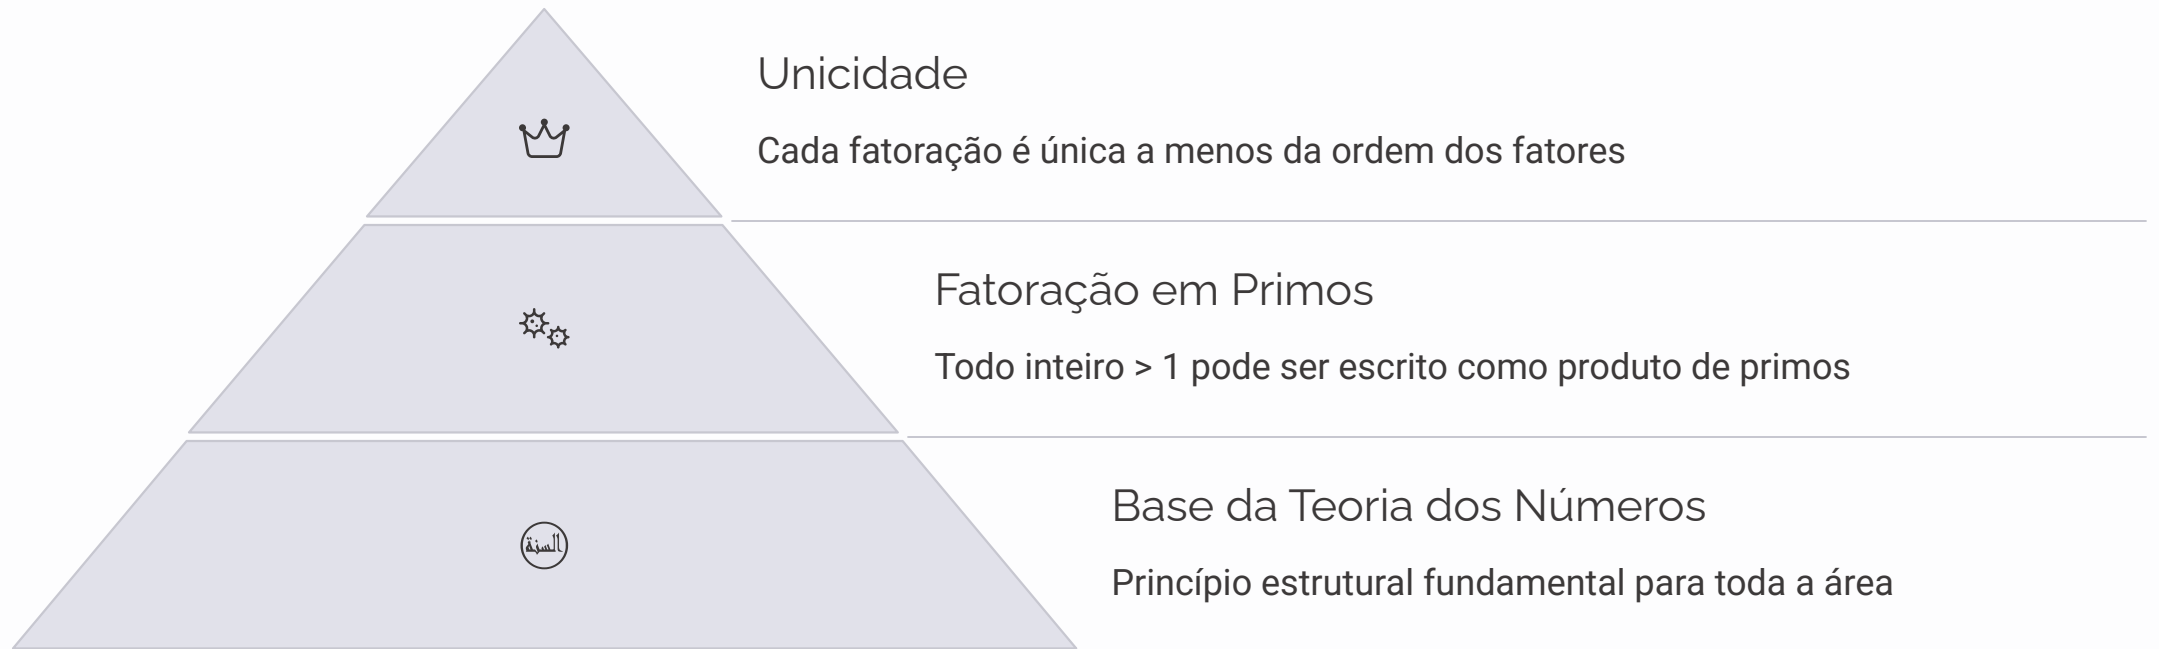 Unicidade
Cada fatoração é única a menos da ordem dos fatores
Fatoração em Primos
Todo inteiro > 1 pode ser escrito como produto de primos
Base da Teoria dos Números
Princípio estrutural fundamental para toda a área
السنة